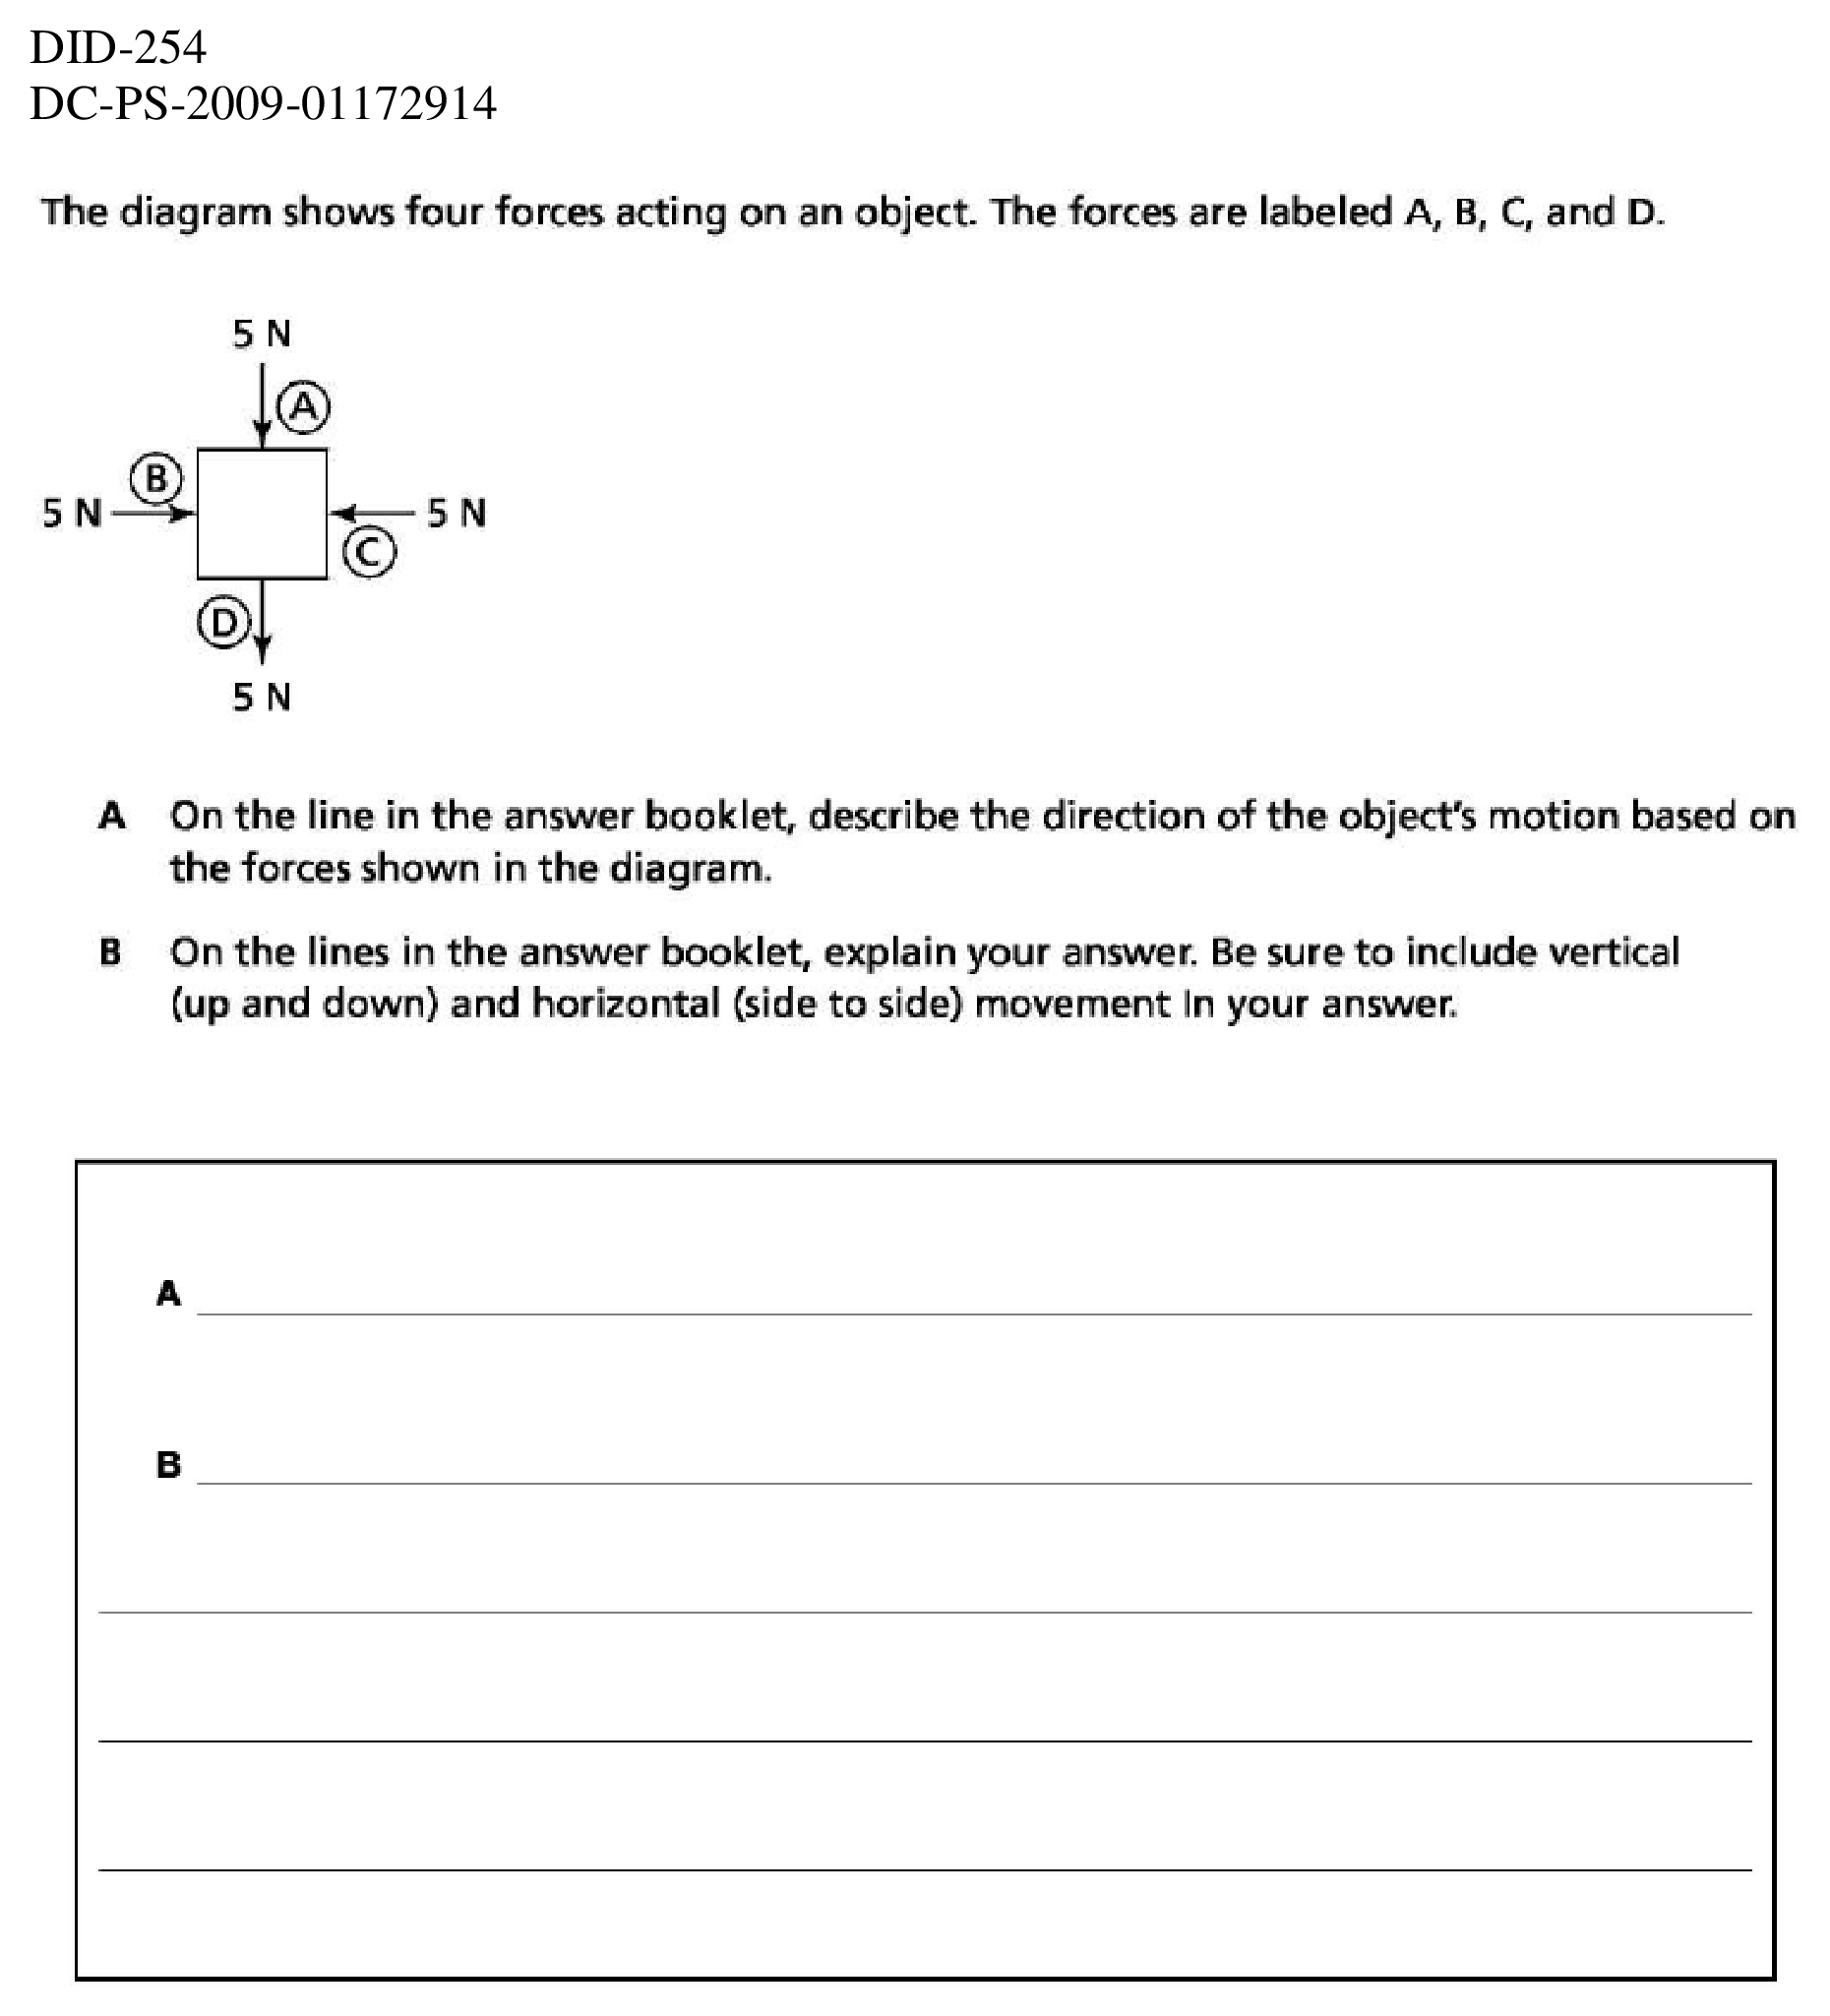 DID-254
DC-PS-2009-01172914
The diagram shows four forces acting on an object. The forces are labeled A, B, C, and D.
5 N
A
B
5 N
5 N
C
D
5 N
A On the line in the answer booklet, describe the direction of the object's motion based on
the forces shown in the diagram.
B On the lines in the answer booklet, explain your answer. Be sure to include vertical
(up and down) and horizontal (side to side) movement In your answer.
A
B